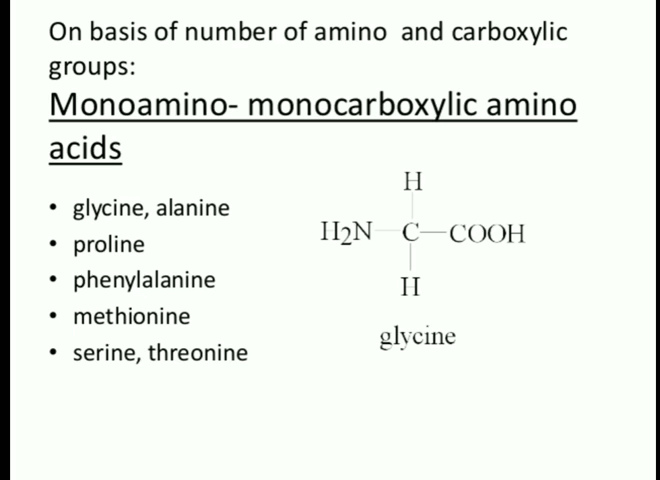 On basis of number of amino and carboxylic
groups:
Monoamino- monocarboxylic amino
acids
• glycine, alanine
• proline
• phenylalanine
• methionine
• serine, threonine
H
H2N C—COOH
H
glycine